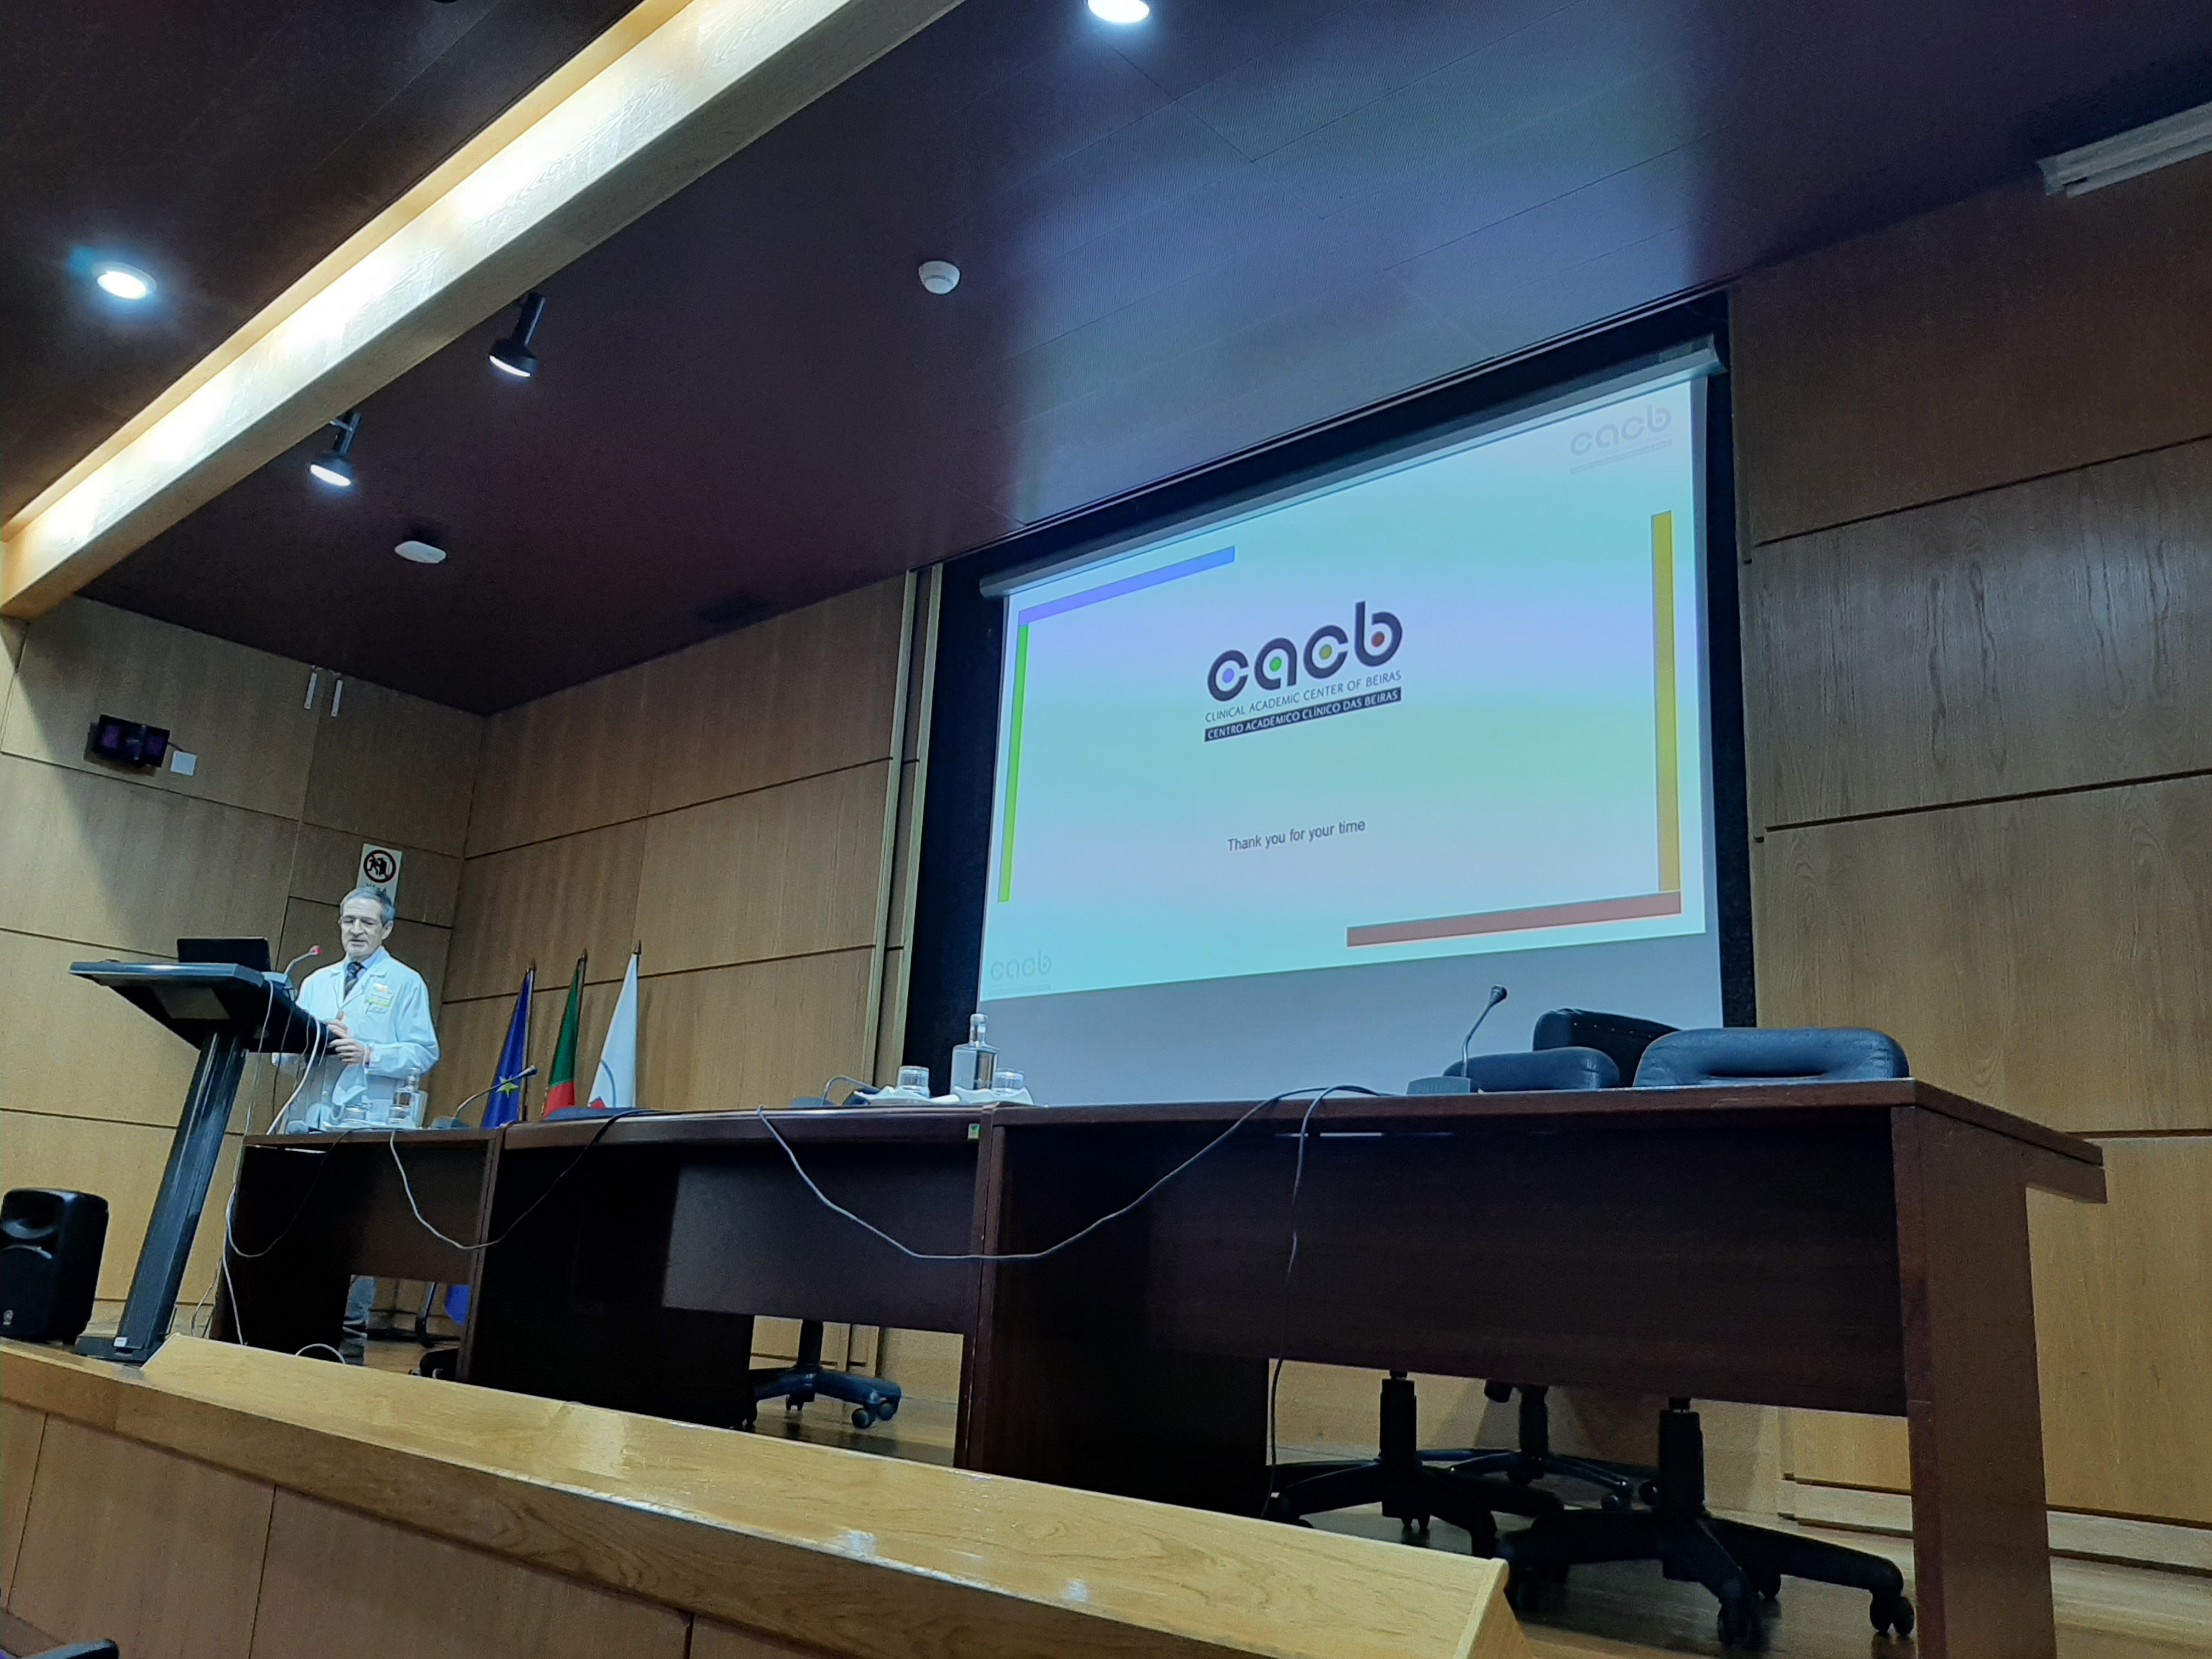 cacb
cacb
CLINICAL ACADEMIC CENTER OF BEIRAS
CENTRO ACADÉMICO CLÍNICO DAS BEIRAS
Thank you for your time
cacb